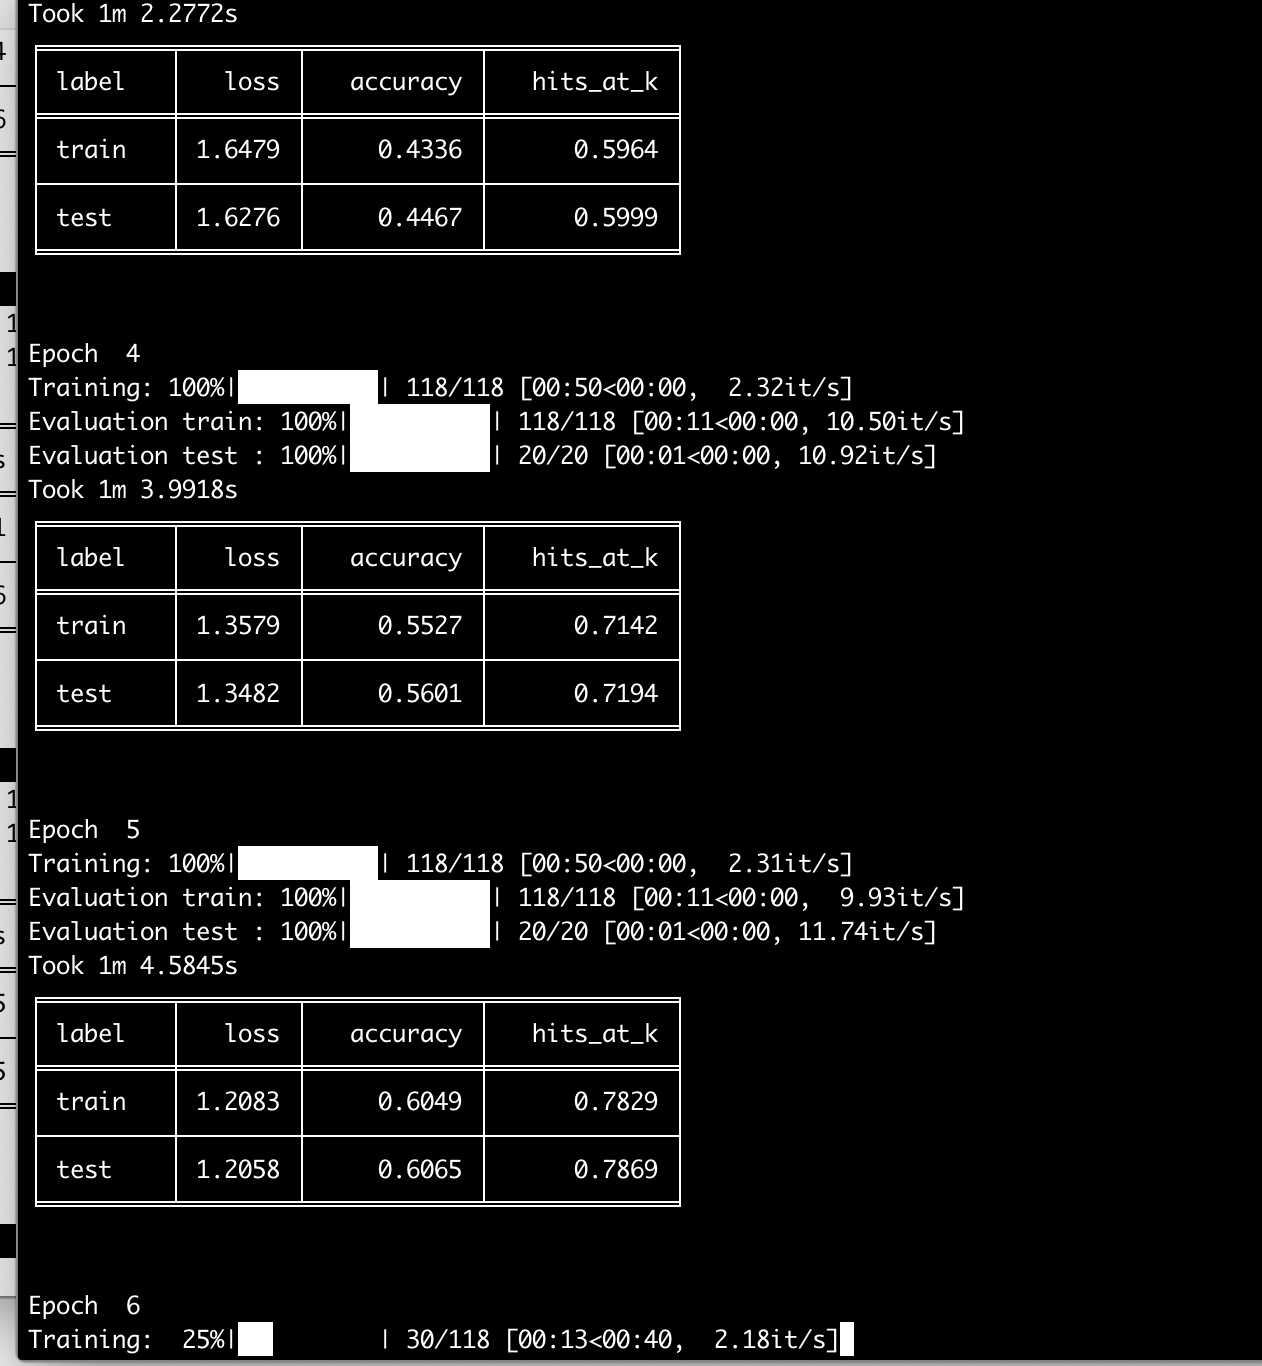 Took 1m 2.2772s
label loss accuracy hits_at_k
train 1.6479 0.4336 0.5964
test 1.6276 0.4467 0.5999
Epoch  4
Training: 100%| | 118/118 [00:50<00:00,  2.32it/s]
Evaluation train: 100%| | 118/118 [00:11<00:00, 10.50it/s]
Evaluation test : 100%| | 20/20 [00:01<00:00, 10.92it/s]
Took 1m 3.9918s
label loss accuracy hits_at_k
train 1.3579 0.5527 0.7142
test 1.3482 0.5601 0.7194
Epoch  5
Training: 100%| | 118/118 [00:50<00:00,  2.31it/s]
Evaluation train: 100%| | 118/118 [00:11<00:00,  9.93it/s]
Evaluation test : 100%| | 20/20 [00:01<00:00, 11.74it/s]
Took 1m 4.5845s
label loss accuracy hits_at_k
train 1.2083 0.6049 0.7829
test 1.2058 0.6065 0.7869
Epoch  6
Training:  25%| | 30/118 [00:13<00:40,  2.18it/s]